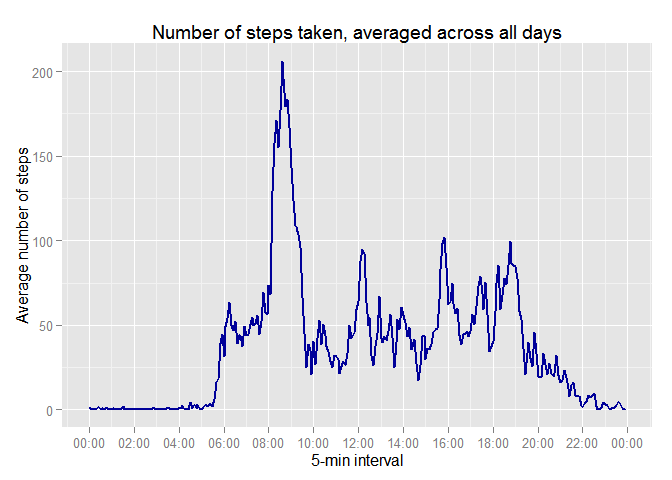 Number of steps taken, averaged across all days
Average number of steps
200
150
100
50
0
00:00 02:00 04:00 06:00 08:00 10:00 12:00 14:00 16:00 18:00 20:00 22:00 00:00
5-min interval